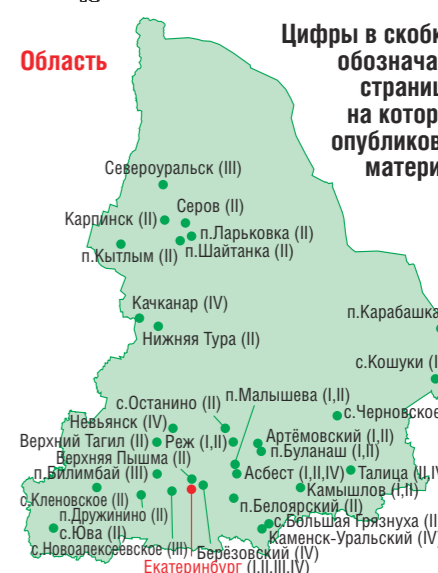 Область
Цифры в скобк
обознача
страниц
на котор
опубликов
матери
Североуральск (III)
Серов (II)
Карпинск (II)
п.Ларьковка (II)
п.Шайтанка (II)
п.Кытлым (II)
Качканар (IV)
п.Карабашка
Нижняя Тура (II)
с.Кошуки (I
п.Малышева (I,II)
с.Останино (II)
с.Черновское
Невьянск (IV)
Артёмовский (I,II)
Верхний Тагил (II)
Реж (I,II)
п.Буланаш (I,II)
Верхняя Пышма (II)
п.Билимбай (III)
Асбест (I,II,IV)
Талица (II,IV
Камышлов (I,II)
с.Кленовское (II)
п.Белоярский (II)
п.Дружинино (II)
с.Большая Грязнуха (II
с.Юва (II)
Каменск-Уральский (IV)
с.Новоалексеевское (III)
Берёзовский (IV)
Екатеринбург (I,II,III,IV)